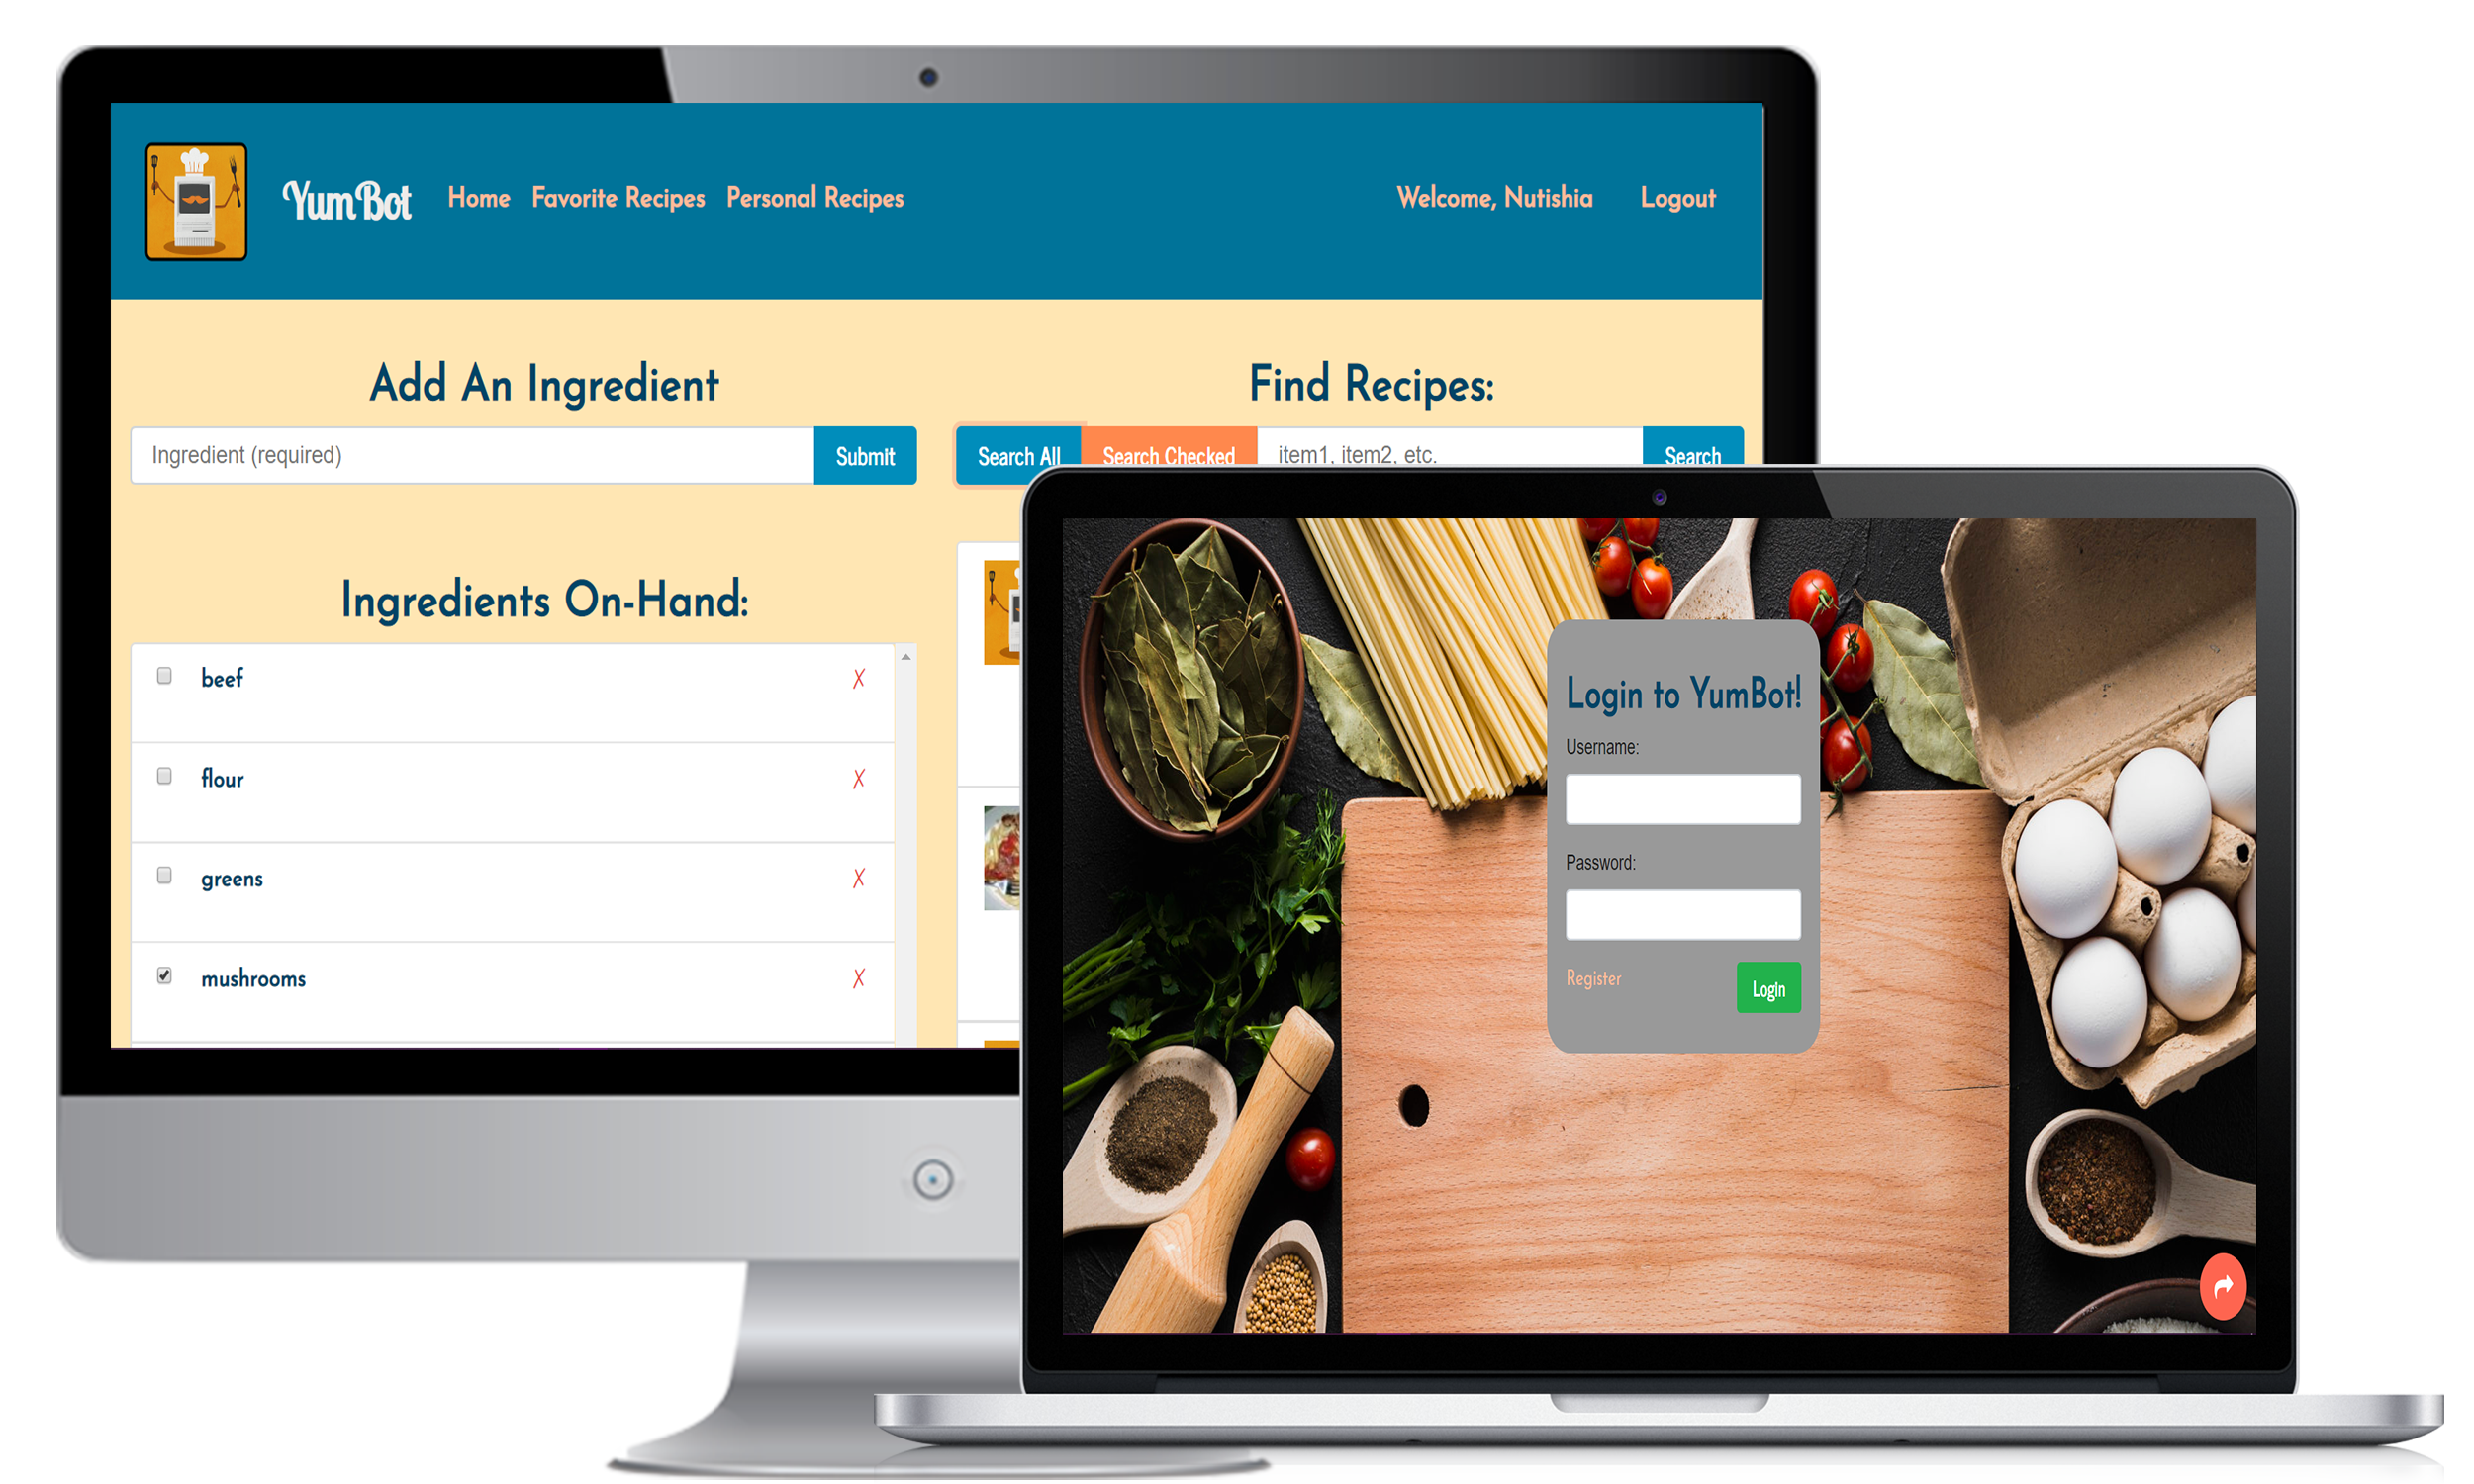 YumBot Home Favorite Recipes Personal Recipes Welcome, Nutishia Logout
Add An Ingredient
Ingredient (required) Submit
Find Recipes:
Search All Search Checked item1, item2, etc. Search
Ingredients On-Hand:
beef X
flour X
greens X
mushrooms X
Login to YumBot!
Username:
Password:
Register Login